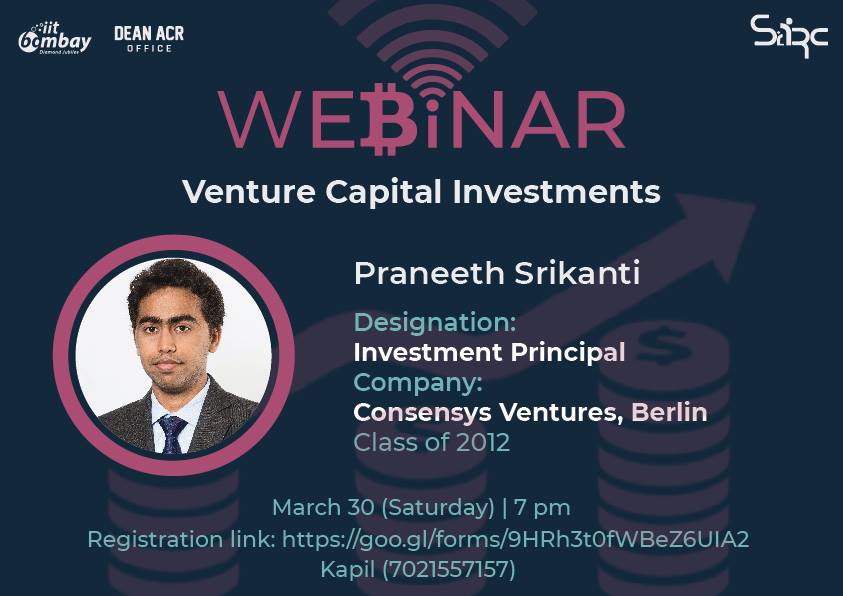 iit bombay
Diamond Jubilee
DEAN ACR
OFFICE
SARC
WEBiNAR
Venture Capital Investments
Praneeth Srikanti
Designation:
Investment Principal
Company:
Consensys Ventures, Berlin
Class of 2012
$
March 30 (Saturday) | 7 pm
Registration link: https://goo.gl/forms/9HRh3t0fWBeZ6UIA2
Kapil (7021557157)